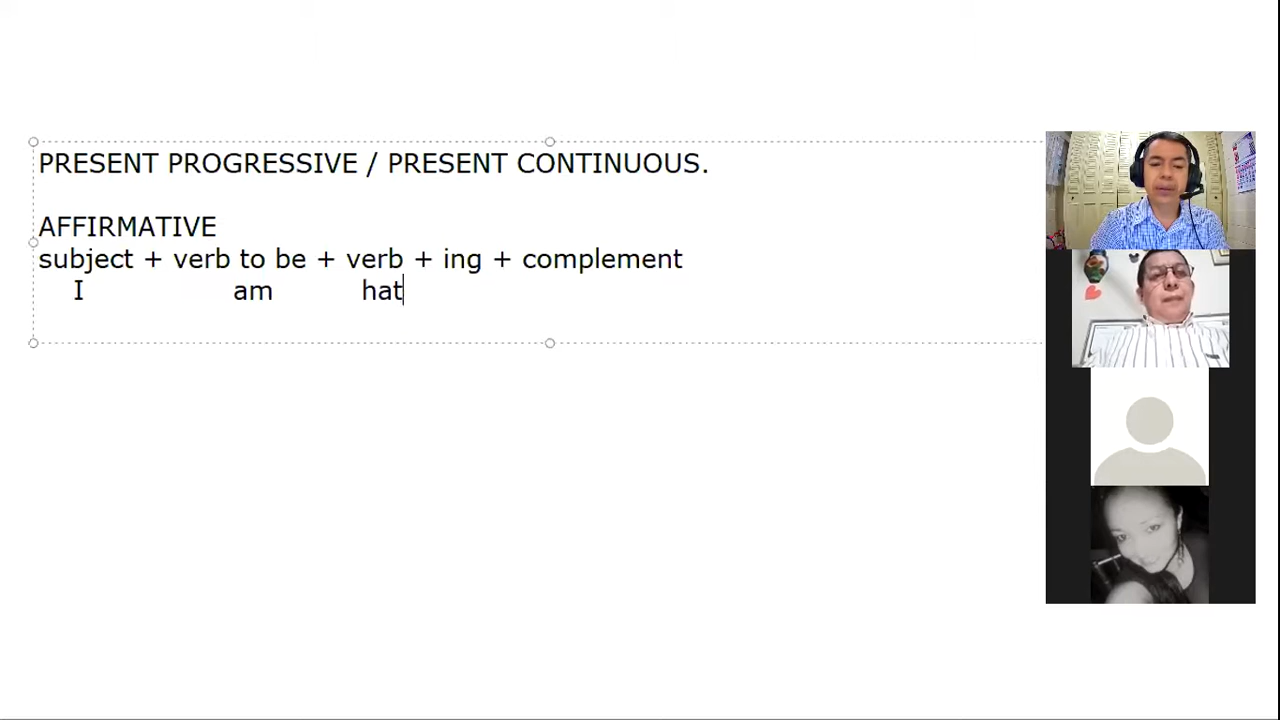 PRESENT PROGRESSIVE / PRESENT CONTINUOUS.
AFFIRMATIVE
subject + verb to be + verb + ing + complement
I am hat